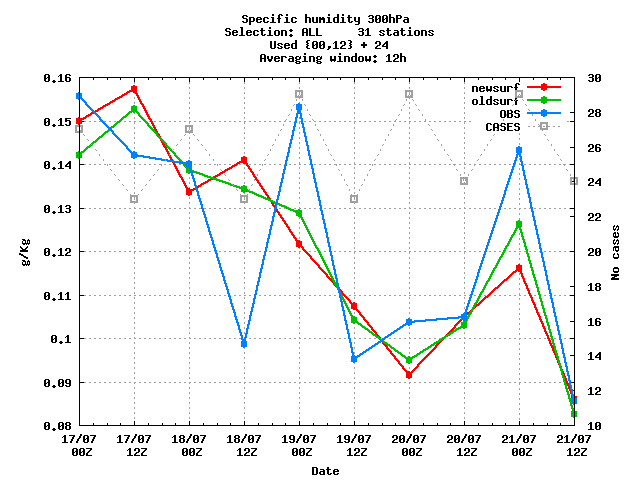 Specific humidity 300hPa
Selection: ALL     31 stations
Used {00,12} + 24
Averaging window: 12h
0,16
0,15
0,14
0,13
0,12
0,11
0,1
0,09
0,08
g/Kg
newsurf
oldsurf
OBS
CASES
30
28
26
24
22
20
18
16
14
12
10
No cases
17/07 17/07 18/07 18/07 19/07 19/07 20/07 20/07 21/07 21/07
00Z 12Z 00Z 12Z 00Z 12Z 00Z 12Z 00Z 12Z
Date